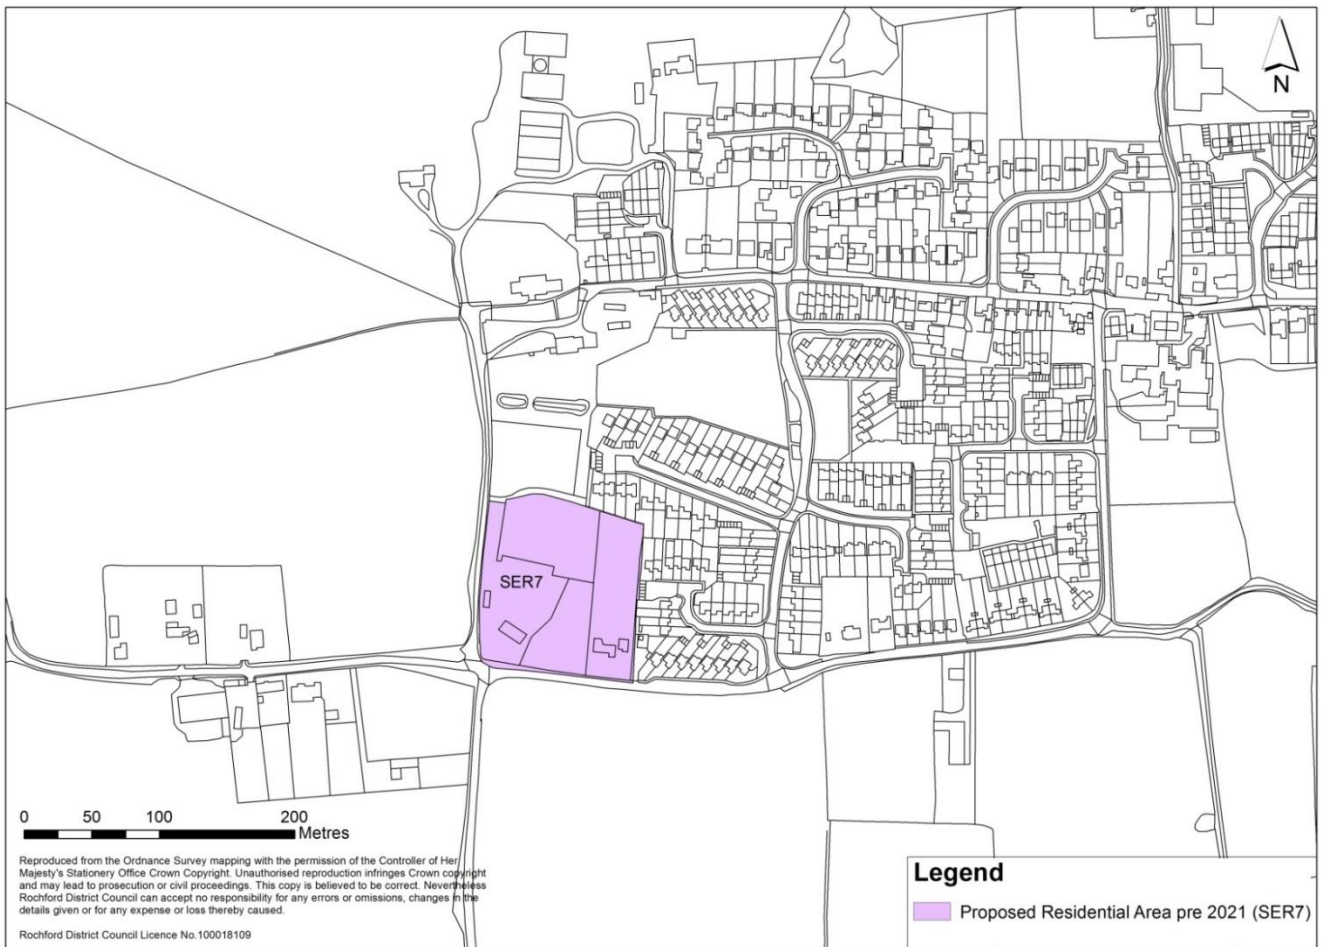 N
SER7
0 50 100 200
Metres
Reproduced from the Ordnance Survey mapping with the permission of the Controller of Her
Majesty's Stationery Office Crown Copyright. Unauthorised reproduction infringes Crown copyright
and may lead to prosecution or civil proceedings. This copy is believed to be correct. Nevertheless
Rochford District Council can accept no responsibility for any errors or omissions, changes in the
details given or for any expense or loss thereby caused.
Rochford District Council Licence No.100018109
Legend
Proposed Residential Area pre 2021 (SER7)